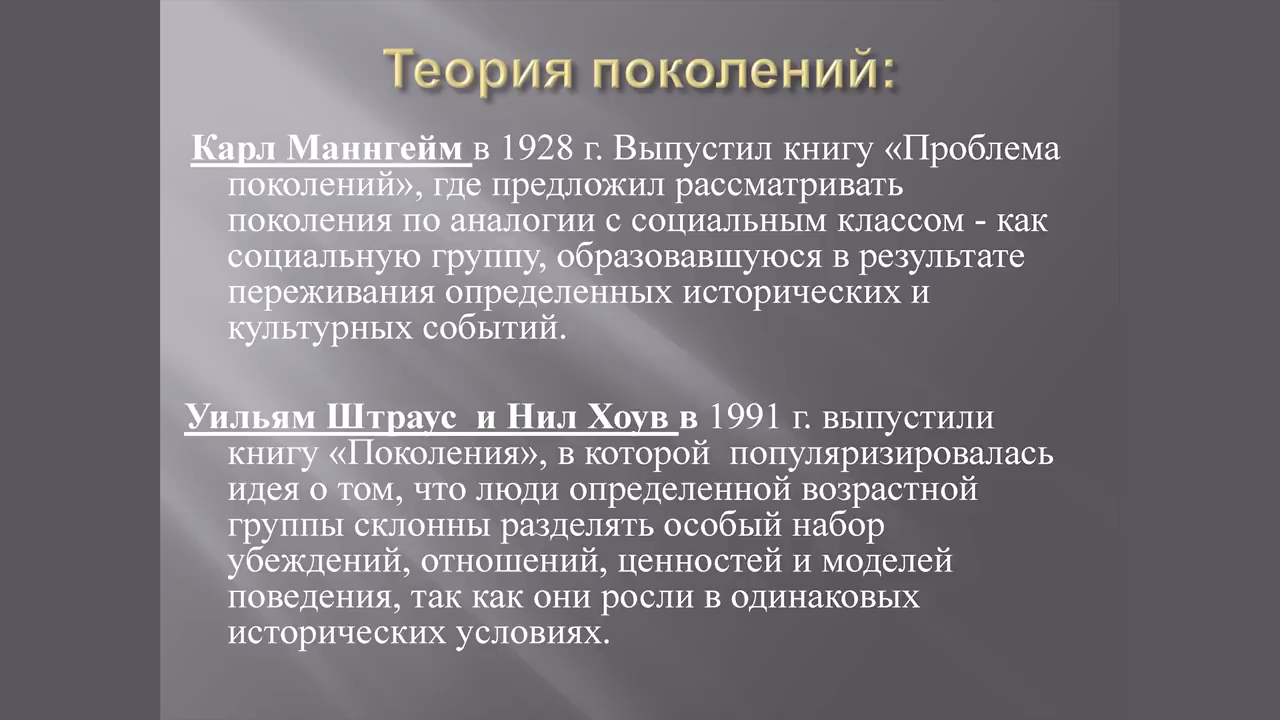 Теория поколений:
Карл Маннгейм в 1928 г. Выпустил книгу «Проблема
поколений», где предложил рассматривать
поколения по аналогии с социальным классом - как
социальную группу, образовавшуюся в результате
переживания определенных исторических и
культурных событий.
Уильям Штраус  и Нил Хоув в 1991 г. выпустили
книгу «Поколения», в которой  популяризировалась
идея о том, что люди определенной возрастной
группы склонны разделять особый набор
убеждений, отношений, ценностей и моделей
поведения, так как они росли в одинаковых
исторических условиях.